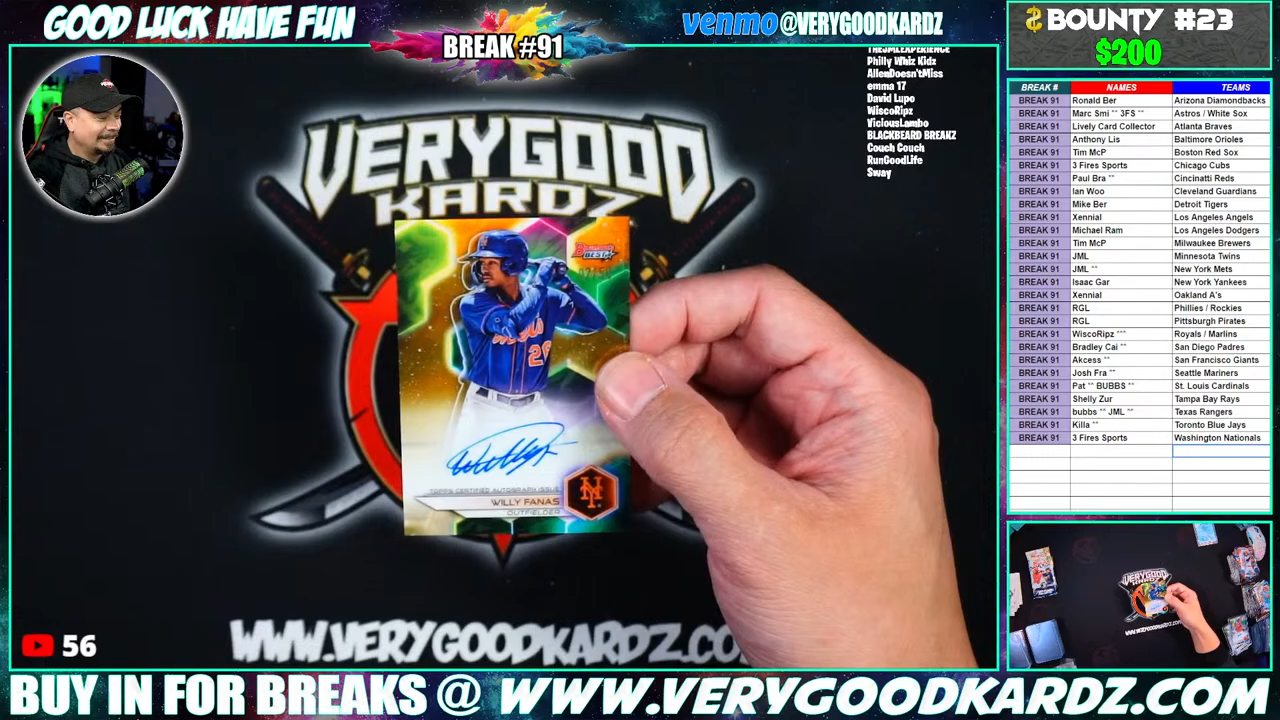 GOOD LUCK HAVE FUN
BREAK #91
venmo@VERYGOODKARDZ
$ BOUNTY #23
$200
THEJMLEXPERIENCE
Philly Whiz Kidz
AllenDoesn'tMiss
emma 17
David Lupo
WiscoRipz
ViciousLambo
BLACKBEARD BREAKZ
Couch Couch
RunGoodLife
Sway
BREAK # NAMES TEAMS
BREAK 91 Ronald Ber Arizona Diamondbacks
BREAK 91 Marc Smi ** 3FS ** Astros / White Sox
BREAK 91 Lively Card Collector Atlanta Braves
BREAK 91 Anthony Lis Baltimore Orioles
BREAK 91 Tim McP Boston Red Sox
BREAK 91 3 Fires Sports Chicago Cubs
BREAK 91 Paul Bra ** Cincinatti Reds
BREAK 91 Ian Woo Cleveland Guardians
BREAK 91 Mike Ber Detroit Tigers
BREAK 91 Xennial Los Angeles Angels
BREAK 91 Michael Ram Los Angeles Dodgers
BREAK 91 Tim McP Milwaukee Brewers
BREAK 91 JML Minnesota Twins
BREAK 91 JML ** New York Mets
BREAK 91 Isaac Gar New York Yankees
BREAK 91 Xennial Oakland A's
BREAK 91 RGL Phillies / Rockies
BREAK 91 RGL Pittsburgh Pirates
BREAK 91 WiscoRipz *** Royals / Marlins
BREAK 91 Bradley Cai ** San Diego Padres
BREAK 91 Akcess ** San Francisco Giants
BREAK 91 Josh Fra ** Seattle Mariners
BREAK 91 Pat ** BUBBS ** St. Louis Cardinals
BREAK 91 Shelly Zur Tampa Bay Rays
BREAK 91 bubbs ** JML ** Texas Rangers
BREAK 91 Killa ** Toronto Blue Jays
BREAK 91 3 Fires Sports Washington Nationals
VERYGOOD
KARDZ
BOWMAN'S
BEST
TOPPS CERTIFIED AUTOGRAPH ISSUE
WILLY FANAS
OUTFIELDER
NY
WWW.VERYGOODKARDZ.CO
56
VERYGOOD
KARDZ
BUY IN FOR BREAKS @ WWW.VERYGOODKARDZ.COM